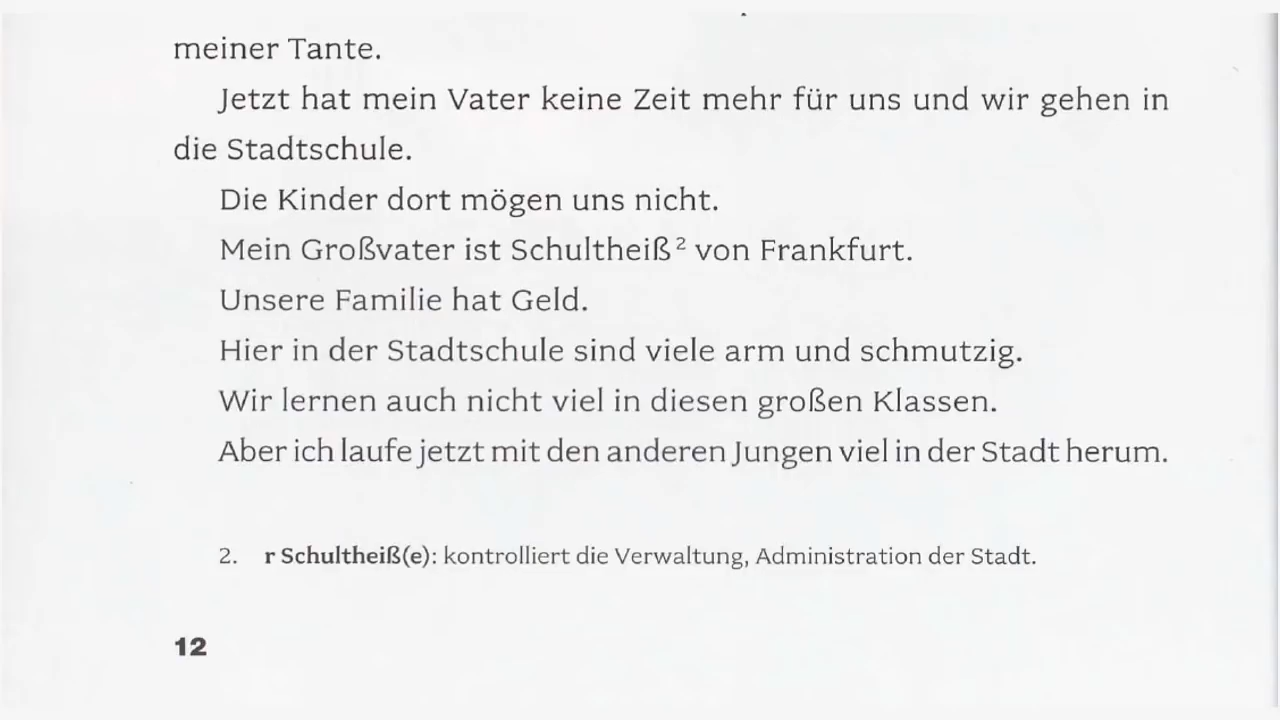 meiner Tante.
Jetzt hat mein Vater keine Zeit mehr für uns und wir gehen in
die Stadtschule.
Die Kinder dort mögen uns nicht.
Mein Großvater ist Schultheiß² von Frankfurt.
Unsere Familie hat Geld.
Hier in der Stadtschule sind viele arm und schmutzig.
Wir lernen auch nicht viel in diesen großen Klassen.
Aber ich laufe jetzt mit den anderen Jungen viel in der Stadt herum.
2. r Schultheiß(e): kontrolliert die Verwaltung, Administration der Stadt.
12